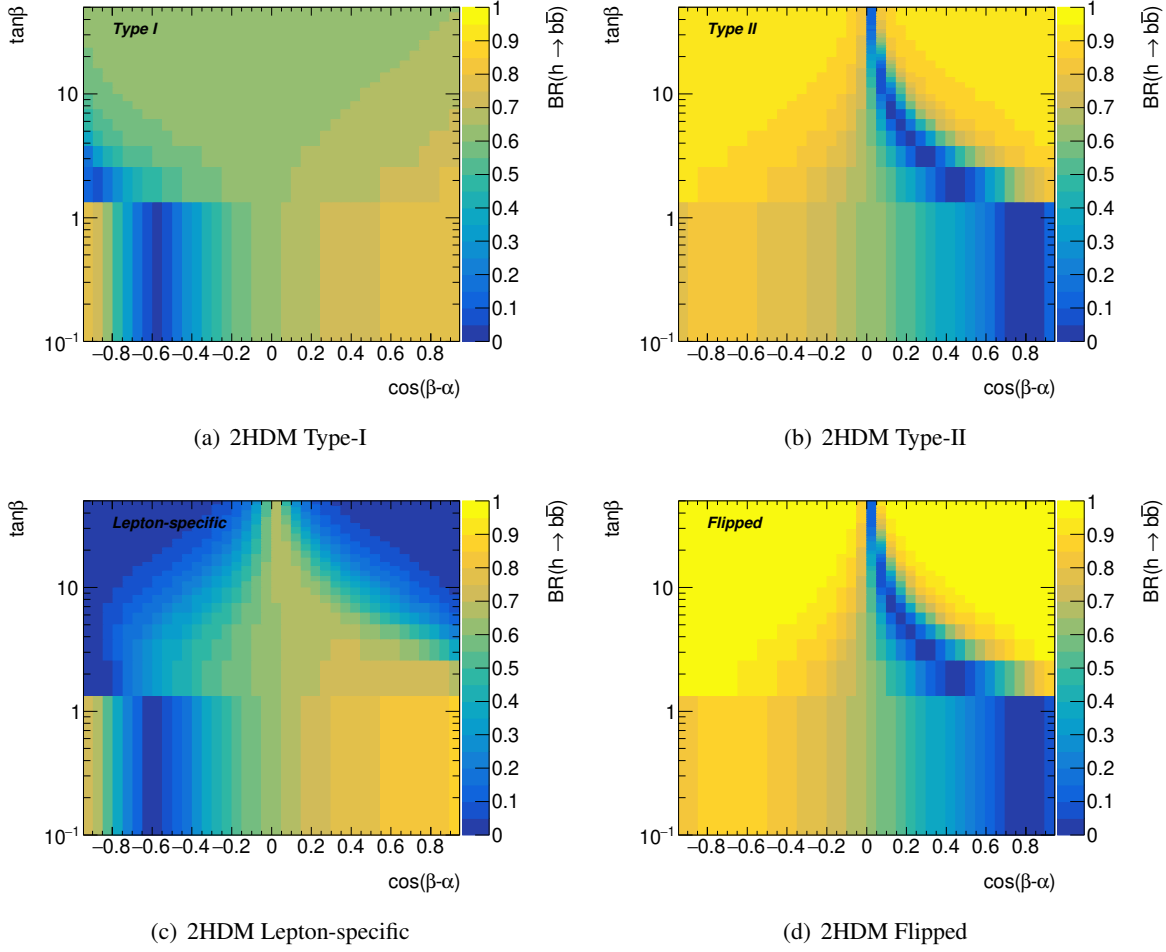 tanβ
Type I
10
1
10⁻¹
−0.8 −0.6 −0.4 −0.2 0 0.2 0.4 0.6 0.8
cos(β-α)
1
0.9
0.8
0.7
0.6
0.5
0.4
0.3
0.2
0.1
0
BR(h → bb̅)
(a) 2HDM Type-I
tanβ
Type II
10
1
10⁻¹
−0.8 −0.6 −0.4 −0.2 0 0.2 0.4 0.6 0.8
cos(β-α)
1
0.9
0.8
0.7
0.6
0.5
0.4
0.3
0.2
0.1
0
BR(h → bb̅)
(b) 2HDM Type-II
tanβ
Lepton-specific
10
1
10⁻¹
−0.8 −0.6 −0.4 −0.2 0 0.2 0.4 0.6 0.8
cos(β-α)
1
0.9
0.8
0.7
0.6
0.5
0.4
0.3
0.2
0.1
0
BR(h → bb̅)
(c) 2HDM Lepton-specific
tanβ
Flipped
10
1
10⁻¹
−0.8 −0.6 −0.4 −0.2 0 0.2 0.4 0.6 0.8
cos(β-α)
1
0.9
0.8
0.7
0.6
0.5
0.4
0.3
0.2
0.1
0
BR(h → bb̅)
(d) 2HDM Flipped